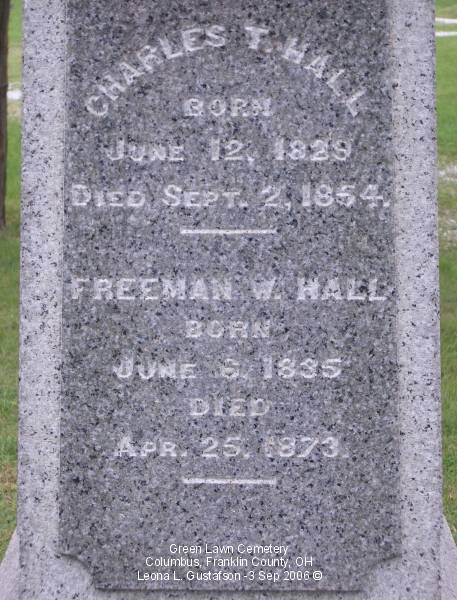 CHARLES T. HALL
BORN
JUNE 12, 1829
DIED SEPT. 2, 1854.
FREEMAN W. HALL
BORN
JUNE 6, 1835
DIED
APR. 25, 1873.
Green Lawn Cemetery
Columbus, Franklin County, OH
Leona L. Gustafson -3 Sep 2006 ©